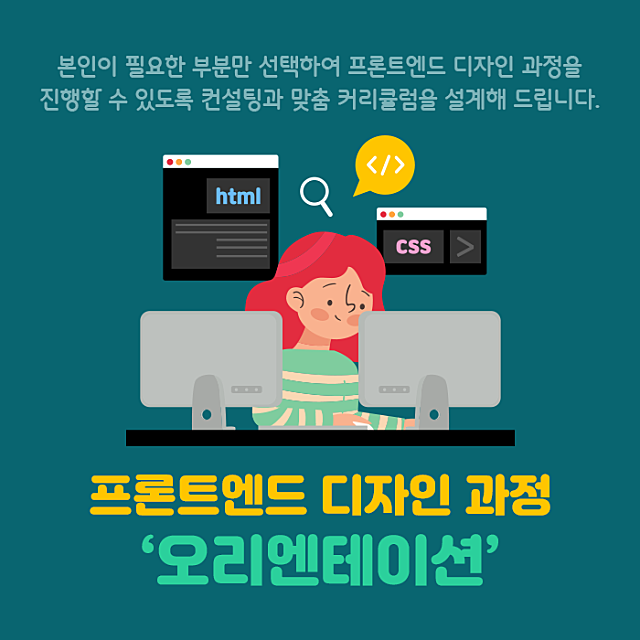 본인이 필요한 부분만 선택하여 프론트엔드 디자인 과정을
진행할 수 있도록 컨설팅과 맞춤 커리큘럼을 설계해 드립니다.
</>
html
css >
프론트엔드 디자인 과정
‘오리엔테이션’